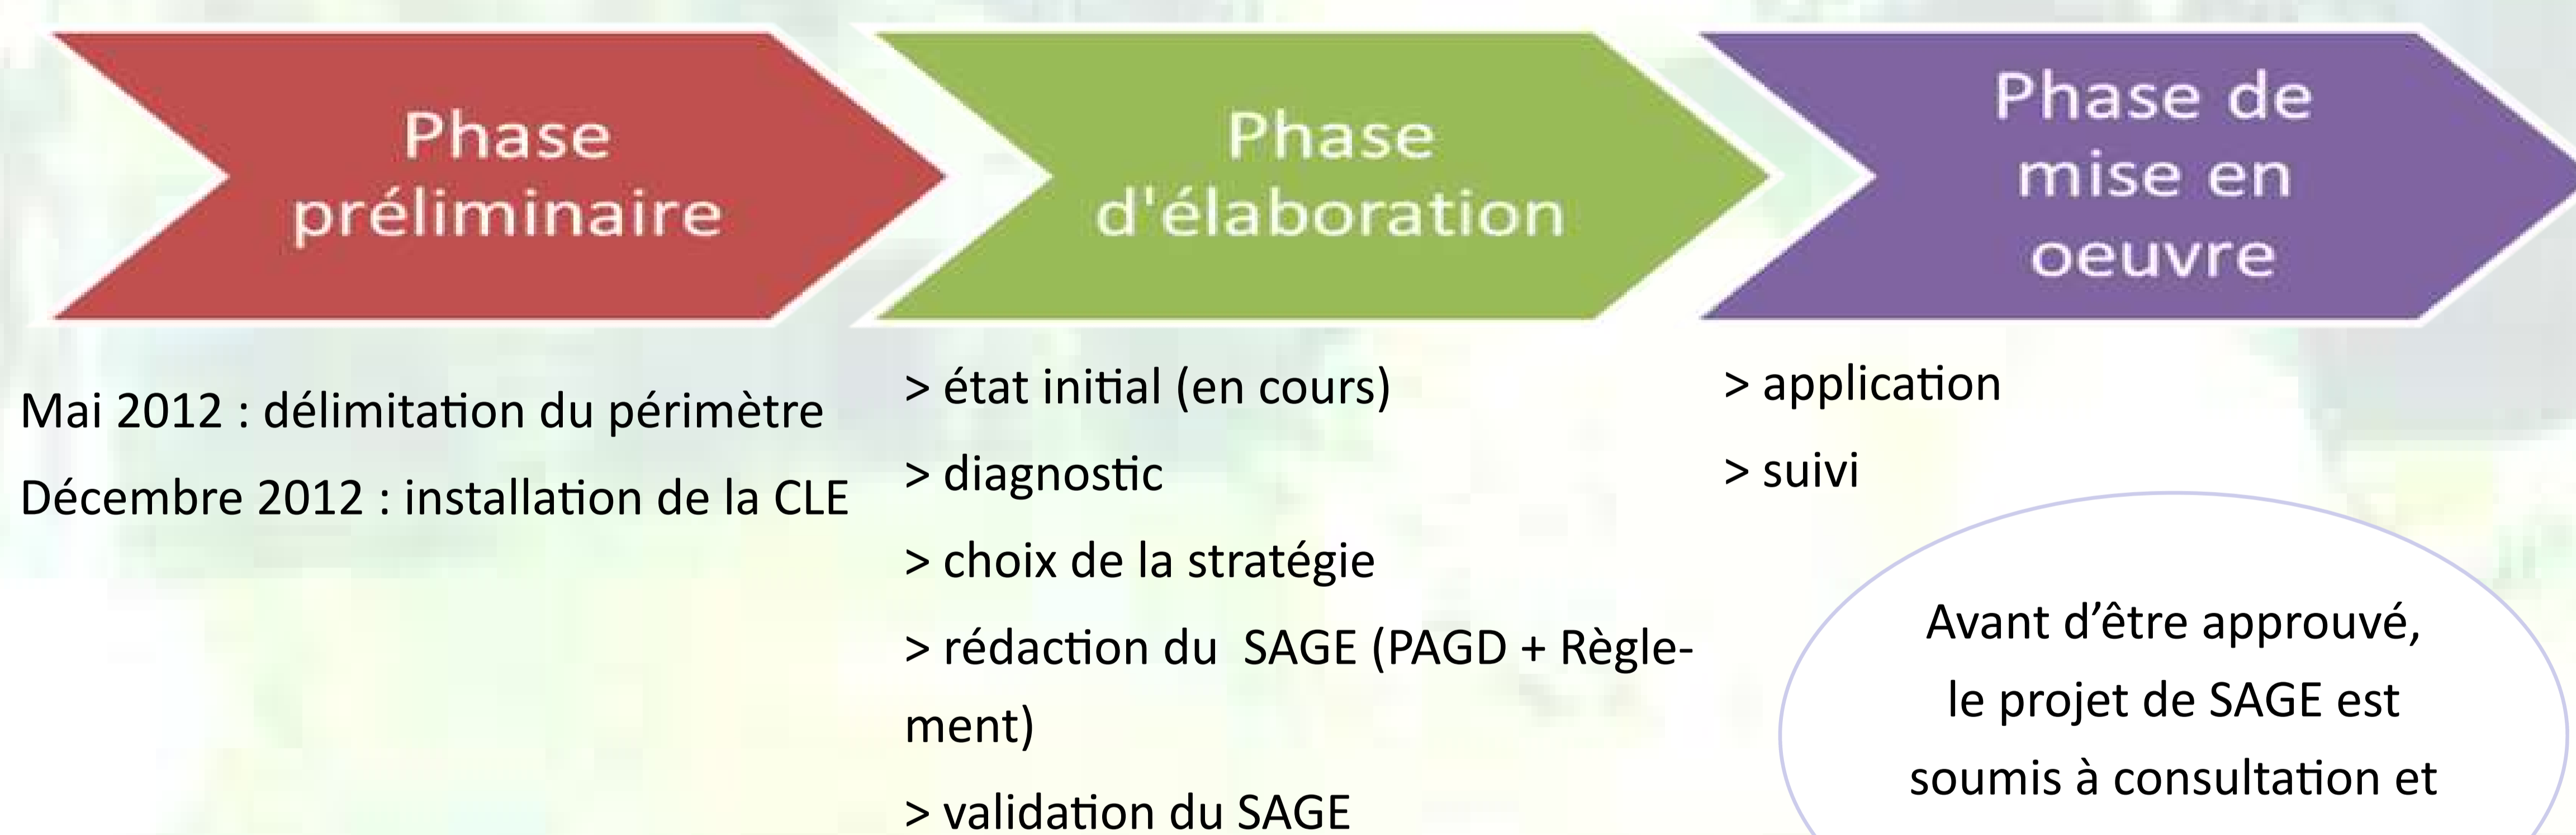 Phase
préliminaire
Phase
d'élaboration
Phase de
mise en
oeuvre
Mai 2012 : délimitation du périmètre
Décembre 2012 : installation de la CLE
> état initial (en cours)
> diagnostic
> choix de la stratégie
> rédaction du  SAGE (PAGD + Règle-
ment)
> validation du SAGE
> application
> suivi
Avant d’être approuvé,
le projet de SAGE est
soumis à consultation et